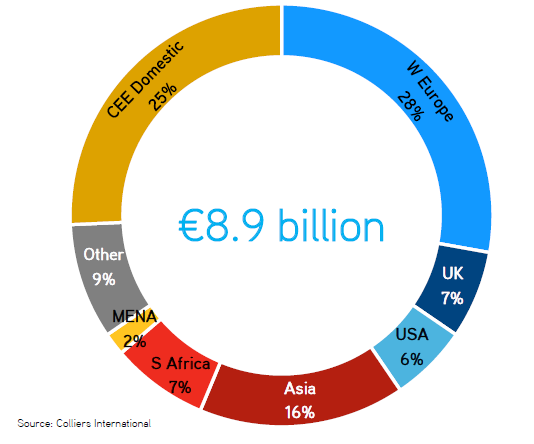 CEE Domestic
25%
W Europe
28%
€8.9 billion
Other
9%
UK
7%
MENA
2%
USA
6%
S Africa
7%
Asia
16%
Source: Colliers International